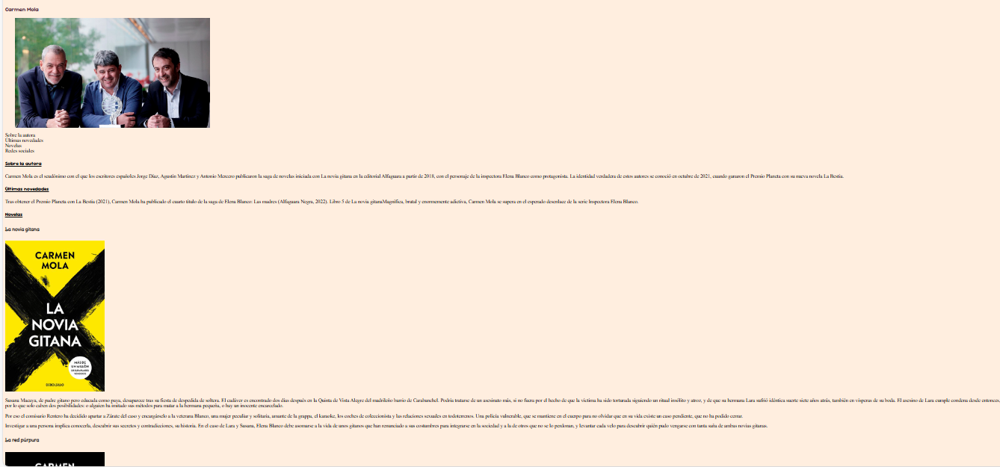 Carmen Mola
Sobre la autora
Últimas novedades
Novelas
Redes sociales
Sobre la autora
Carmen Mola es el seudónimo con el que los escritores españoles Jorge Díaz, Agustín Martínez y Antonio Mercero publicaron la saga de novelas iniciada con La novia gitana en la editorial Alfaguara a partir de 2018, con el personaje de la inspectora Elena Blanco como protagonista. La identidad verdadera de estos autores se conoció en octubre de 2021, cuando ganaron el Premio Planeta con su nueva novela La Bestia.
Últimas novedades
Tras obtener el Premio Planeta con La Bestia (2021), Carmen Mola ha publicado el cuarto título de la saga de Elena Blanco: Las madres (Alfaguara Negra, 2022). Libro 5 de La novia gitanaMagnífica, brutal y enormemente adictiva, Carmen Mola se supera en el esperado desenlace de la serie Inspectora Elena Blanco.
Novelas
La novia gitana
CARMEN
MOLA
LA
NOVIA
GITANA
MÁS DE
UN MILLÓN
DE EJEMPLARES
VENDIDOS
DEBOLSILLO
Susana Macaya, de padre gitano pero educada como paya, desaparece tras su fiesta de despedida de soltera. El cadáver es encontrado dos días después en la Quinta de Vista Alegre del madrileño barrio de Carabanchel. Podría tratarse de un asesinato más, si no fuera por el hecho de que la víctima ha sido torturada siguiendo un ritual insólito y atroz, y de que su hermana Lara sufrió idéntica suerte siete años atrás, también en vísperas de su boda. El asesino de Lara cumple condena desde entonces,
por lo que solo caben dos posibilidades: o alguien ha imitado sus métodos para matar a la hermana pequeña, o hay un inocente encarcelado.
Por eso el comisario Rentero ha decidido apartar a Zárate del caso y encargárselo a la veterana Blanco, una mujer peculiar y solitaria, amante de la grappa, el karaoke, los coches de coleccionista y las relaciones sexuales en todoterrenos. Una policía vulnerable, que se mantiene en el cuerpo para no olvidar que en su vida existe un caso pendiente, que no ha podido cerrar.
Investigar a una persona implica conocerla, descubrir sus secretos y contradicciones, su historia. En el caso de Lara y Susana, Elena Blanco debe asomarse a la vida de unos gitanos que han renunciado a sus costumbres para integrarse en la sociedad y a la de otros que no se lo perdonan, y levantar cada velo para descubrir quién pudo vengarse con tanta saña de ambas novias gitanas.
La red púrpura
CARMEN